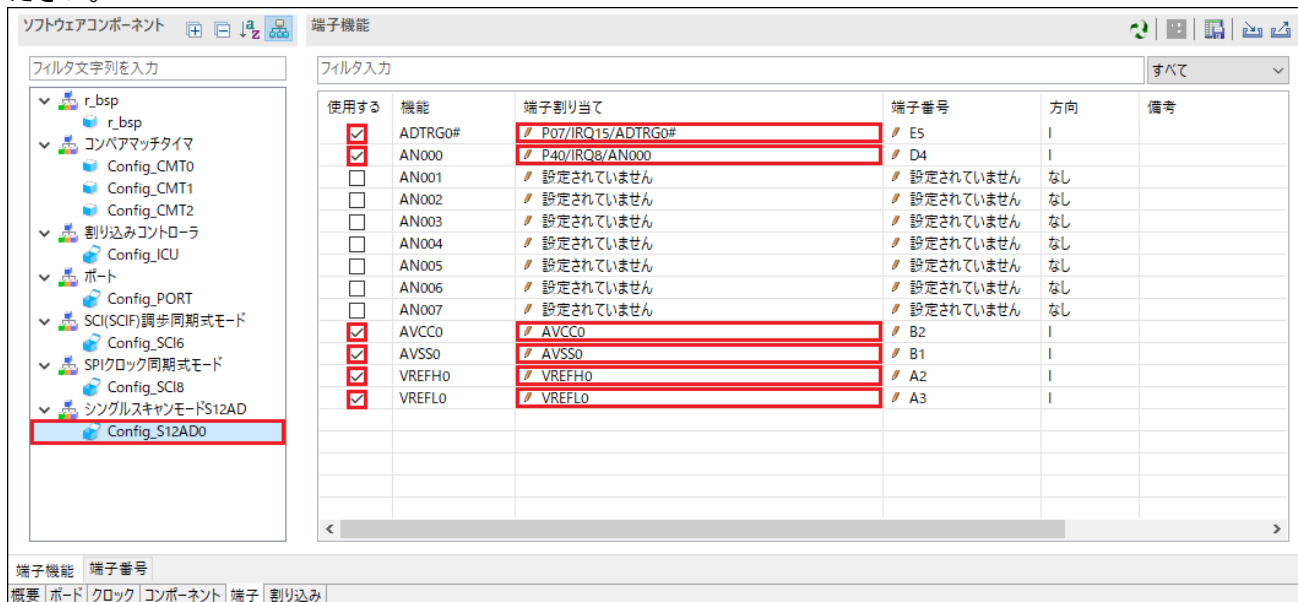 ださい。
ソフトウェアコンポーネント
端子機能
フィルタ文字列を入力
フィルタ入力
すべて
r_bsp
r_bsp
コンペアマッチタイマ
Config_CMT0
Config_CMT1
Config_CMT2
割り込みコントローラ
Config_ICU
ポート
Config_PORT
SCI(SCIF)調歩同期式モード
Config_SCI6
SPIクロック同期式モード
Config_SCI8
シングルスキャンモードS12AD
Config_S12AD0
使用する 機能 端子割り当て 端子番号 方向 備考
ADTRG0# P07/IRQ15/ADTRG0# E5 I
AN000 P40/IRQ8/AN000 D4 I
AN001 設定されていません 設定されていません なし
AN002 設定されていません 設定されていません なし
AN003 設定されていません 設定されていません なし
AN004 設定されていません 設定されていません なし
AN005 設定されていません 設定されていません なし
AN006 設定されていません 設定されていません なし
AN007 設定されていません 設定されていません なし
AVCC0 AVCC0 B2 I
AVSS0 AVSS0 B1 I
VREFH0 VREFH0 A2 I
VREFL0 VREFL0 A3 I
端子機能 端子番号
概要 ボード クロック コンポーネント 端子 割り込み